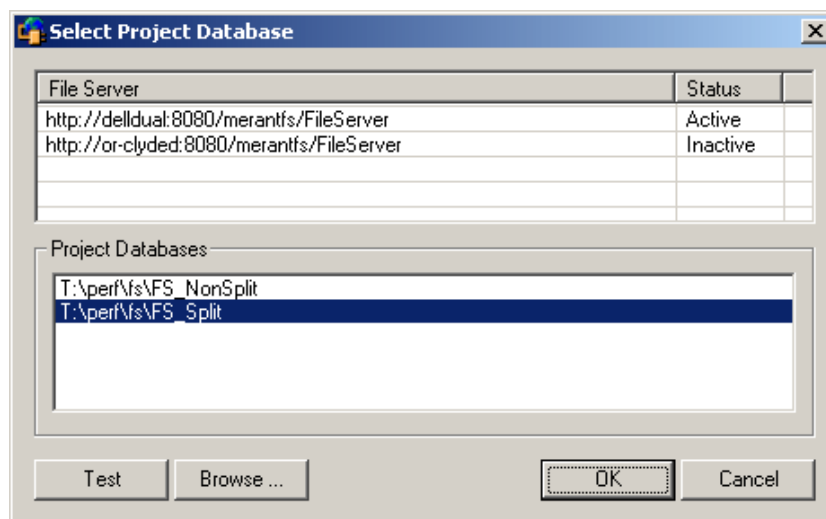 Select Project Database
File Server Status
http://delldual:8080/merantfs/FileServer Active
http://or-clyded:8080/merantfs/FileServer Inactive
Project Databases
T:\perf\fs\FS_NonSplit
T:\perf\fs\FS_Split
Test Browse ... OK Cancel